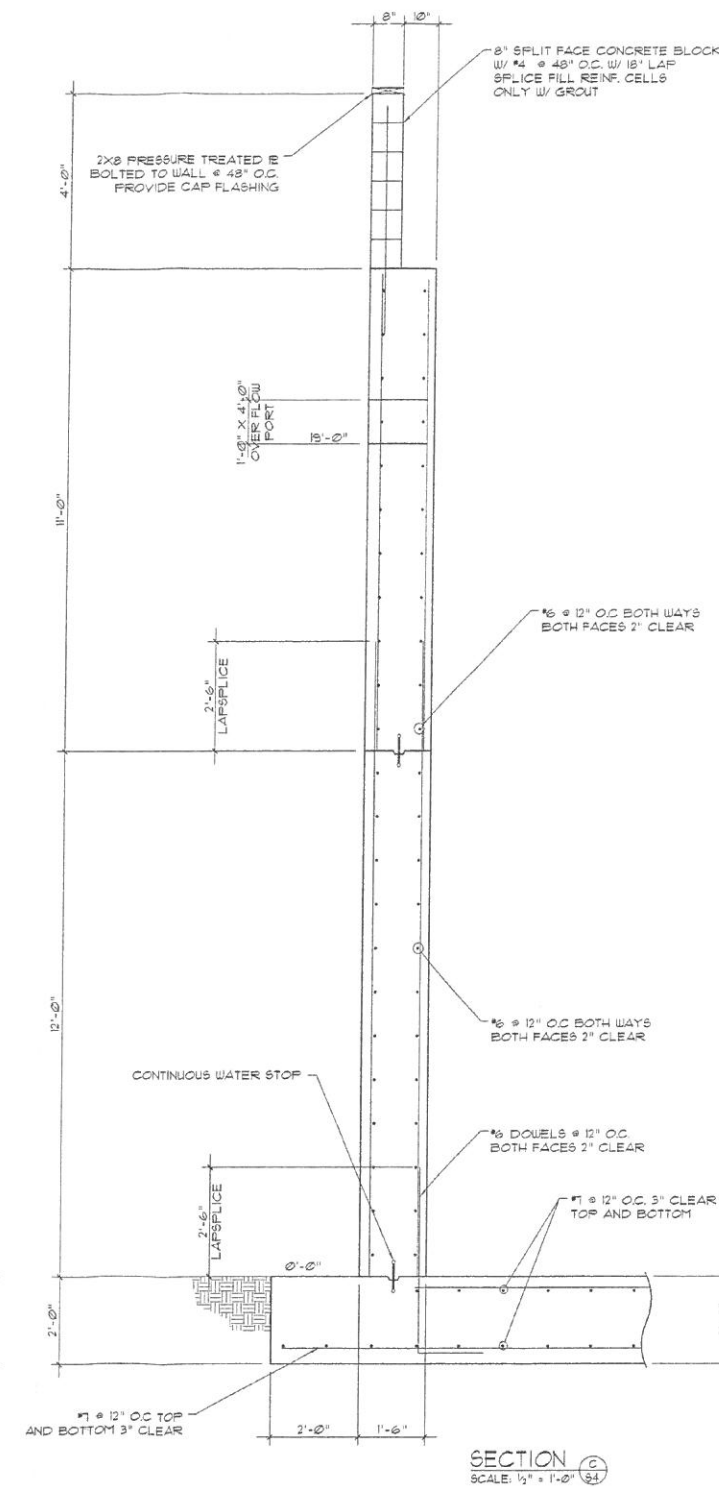 8" 10"
8" SPLIT FACE CONCRETE BLOCK
W/ #4 @ 48" O.C. W/ 18" LAP
SPLICE FILL REINF. CELLS
ONLY W/ GROUT
2X8 PRESSURE TREATED PL
BOLTED TO WALL @ 48" O.C.
PROVIDE CAP FLASHING
4'-0"
1'-0" X 4'-0"
OVER FLOW
PORT
19'-0"
11'-0"
#6 @ 12" O.C BOTH WAYS
BOTH FACES 2" CLEAR
2'-6"
LAPSPLICE
12'-0"
#6 @ 12" O.C BOTH WAYS
BOTH FACES 2" CLEAR
CONTINUOUS WATER STOP
#6 DOWELS @ 12" O.C.
BOTH FACES 2" CLEAR
2'-6"
LAPSPLICE
#7 @ 12" O.C. 3" CLEAR
TOP AND BOTTOM
0'-0"
2'-0"
#7 @ 12" O.C TOP
AND BOTTOM 3" CLEAR
2'-0" 1'-6"
SECTION C
SCALE: 1/2" = 1'-0" S4